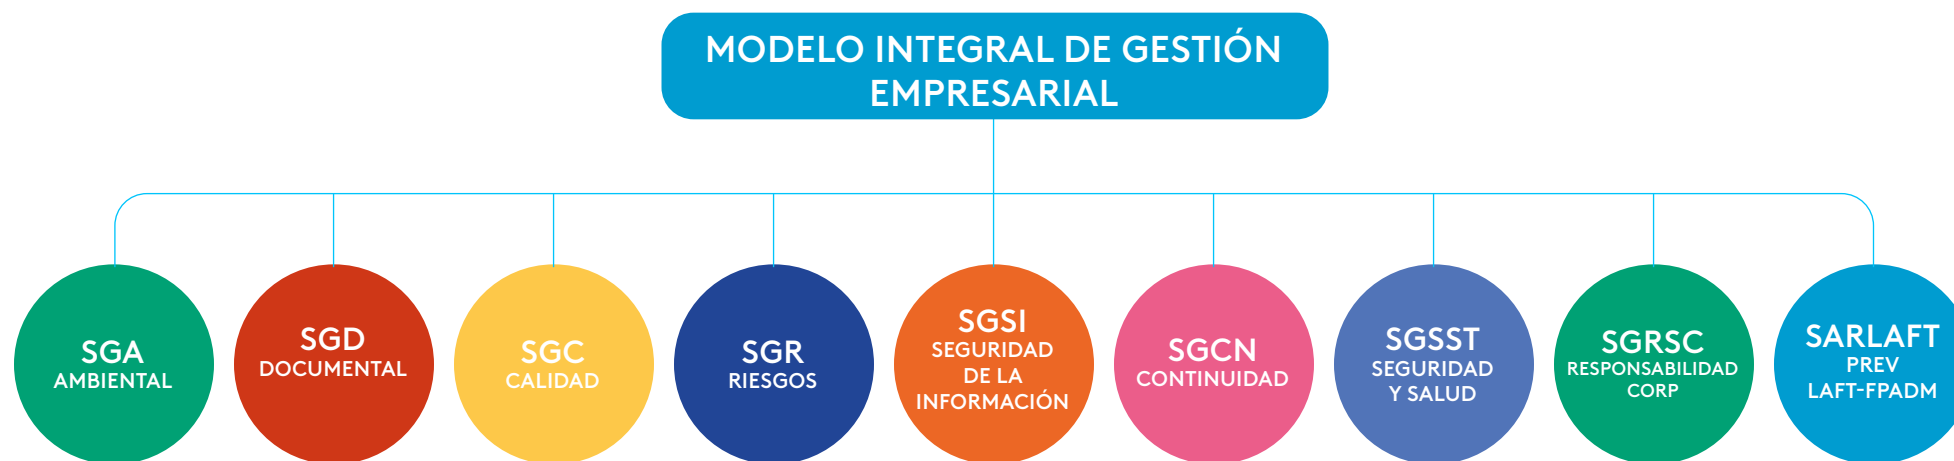 MODELO INTEGRAL DE GESTIÓN
EMPRESARIAL
SGA
AMBIENTAL
SGD
DOCUMENTAL
SGC
CALIDAD
SGR
RIESGOS
SGSI
SEGURIDAD
DE LA
INFORMACIÓN
SGCN
CONTINUIDAD
SGSST
SEGURIDAD
Y SALUD
SGRSC
RESPONSABILIDAD
CORP
SARLAFT
PREV
LAFT-FPADM